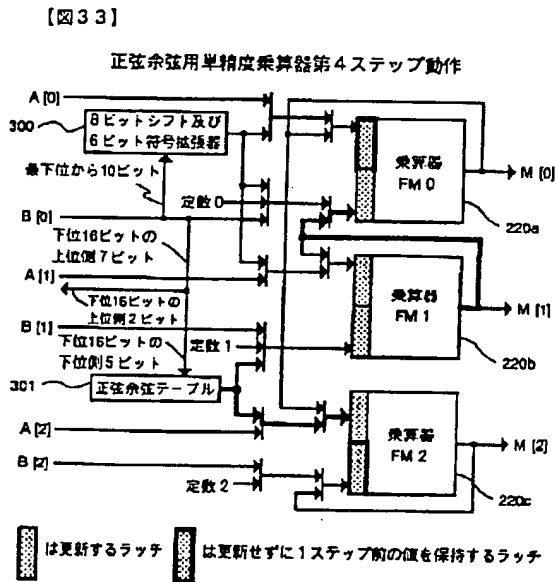 【図33】
正弦余弦用単精度乗算器第4ステップ動作
A [0]
300
8ビットシフト及び
6ビット符号拡張器
最下位から10ビット
定数0
B [0]
下位16ビットの
上位側7ビット
A [1]
下位16ビットの
上位側2ビット
B [1]
下位16ビットの
下位側5ビット
定数1
301
正弦余弦テーブル
A [2]
B [2]
定数2
乗算器
FM 0
M [0]
220a
乗算器
FM 1
M [1]
220b
乗算器
FM 2
M [2]
220c
は更新するラッチ
は更新せずに1ステップ前の値を保持するラッチ